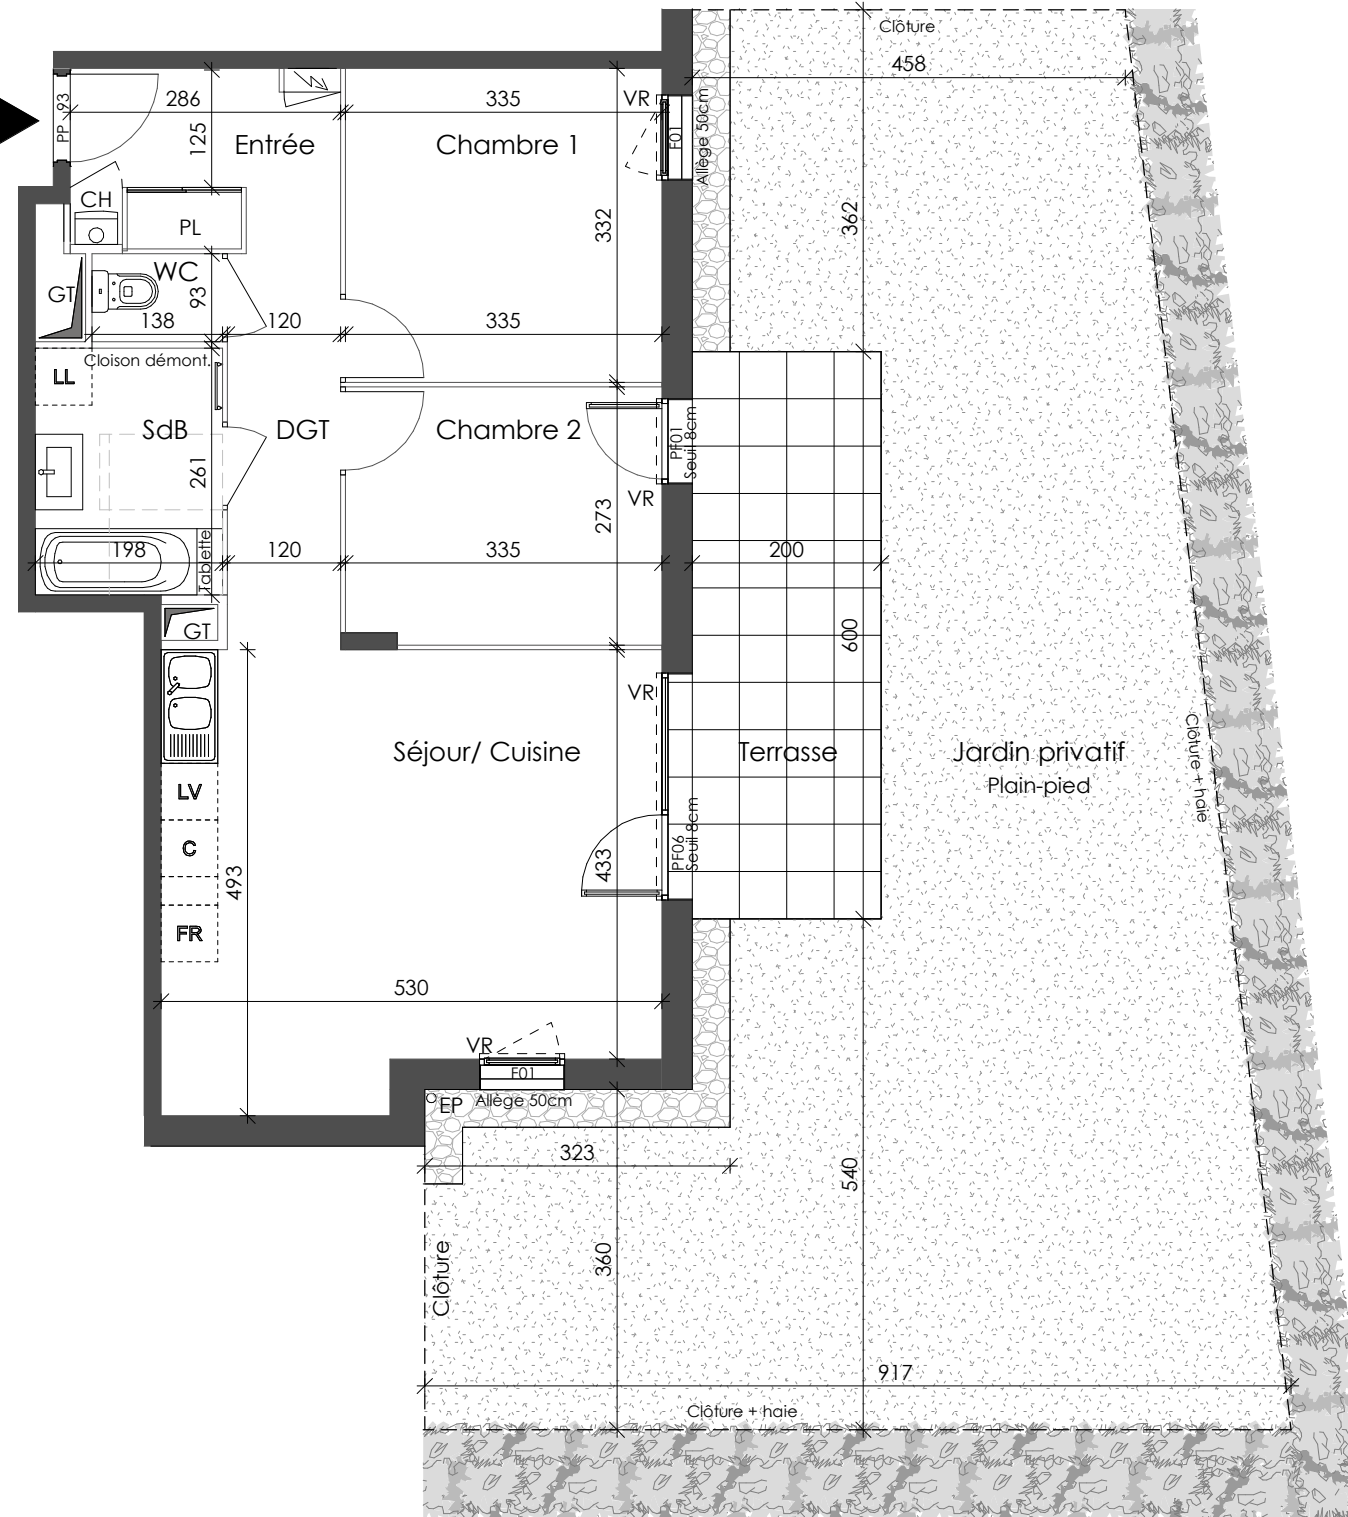 Clôture
458
PP 93
286
125
Entrée
335
Chambre 1
VR
F01
Allège 50cm
CH
PL
332
362
WC
GT
93
138
120
335
Cloison démont.
LL
SdB
DGT
Chambre 2
PF01
Seuil 8cm
261
VR
273
198
Tablette
120
335
200
GT
600
VR
Séjour/ Cuisine
Terrasse
Jardin privatif
Plain-pied
Clôture + haie
LV
C
493
433
PF06
Seuil 8cm
FR
530
VR
F01
EP
Allège 50cm
323
540
360
Clôture
917
Clôture + haie